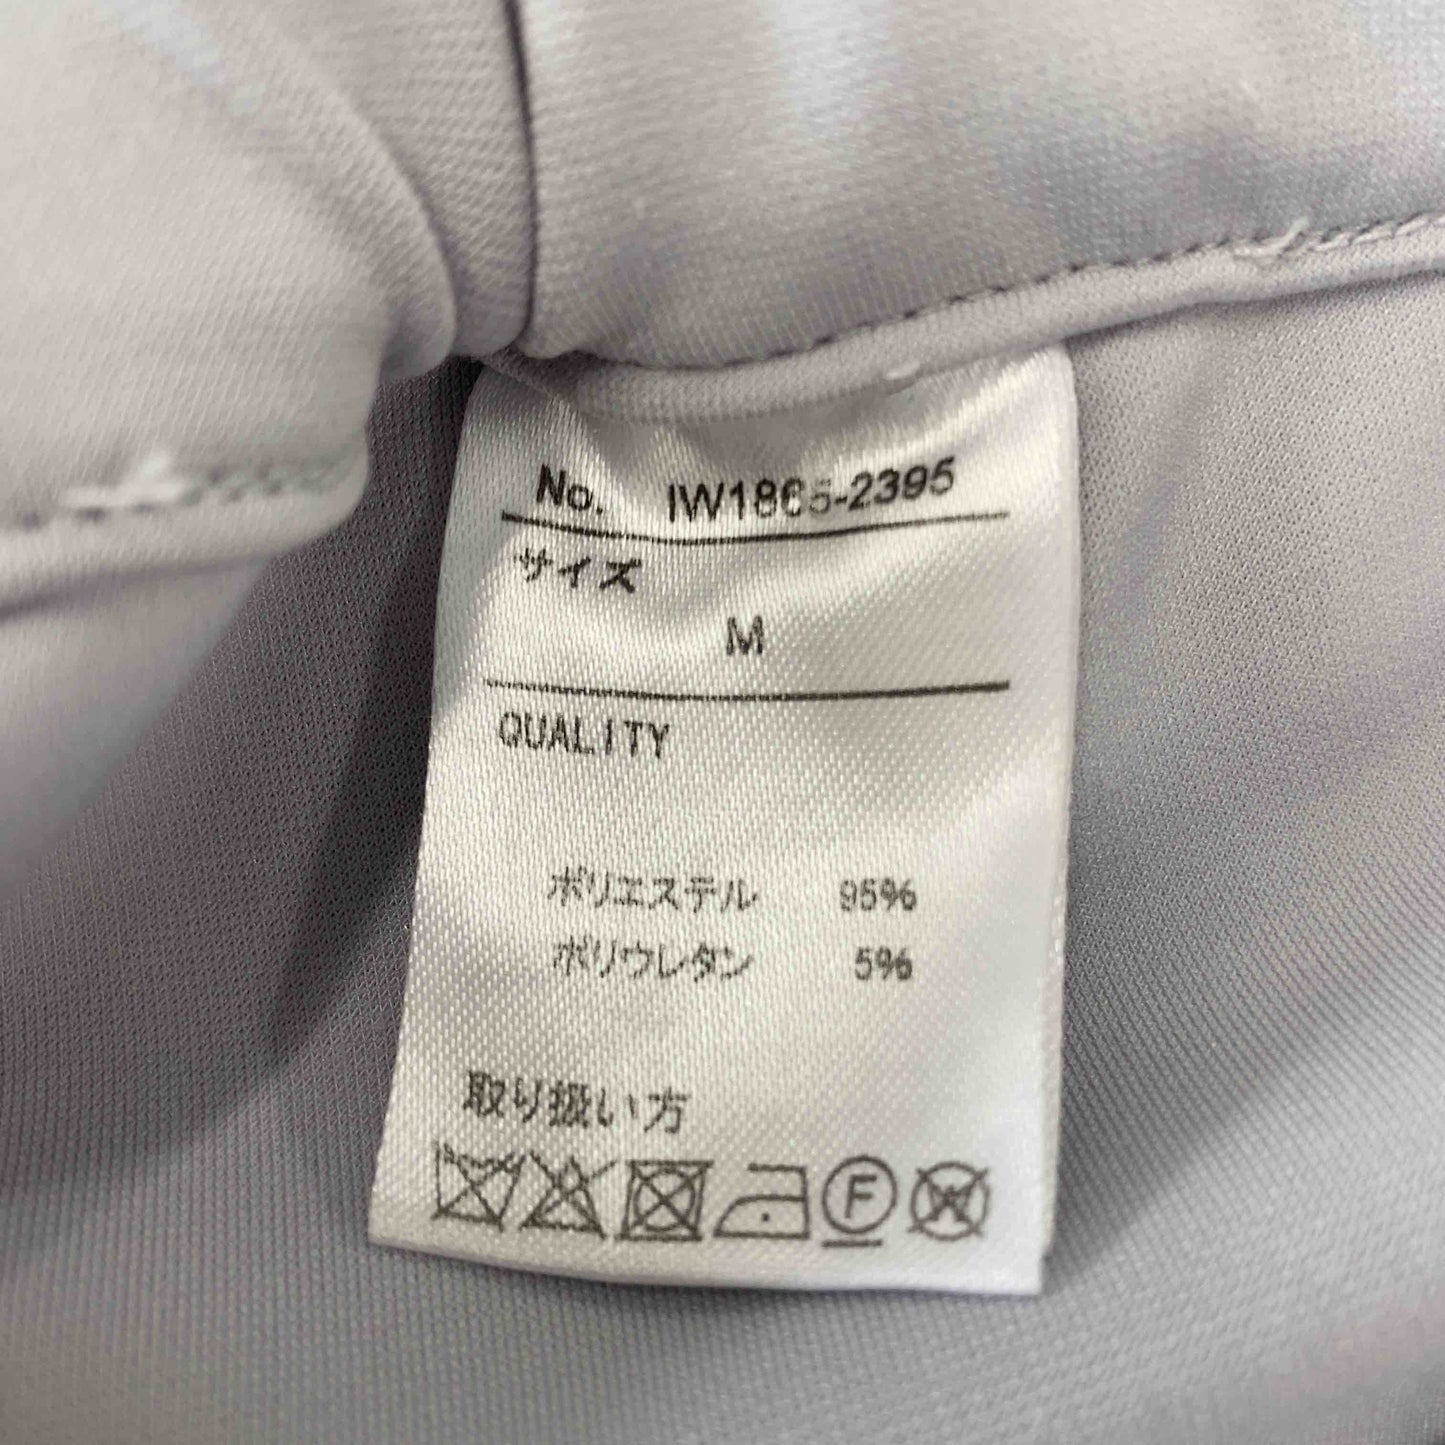 No. IW1865-2395
サイズ
M
QUALITY
ポリエステル 95%
ポリウレタン 5%
取り扱い方
F
W